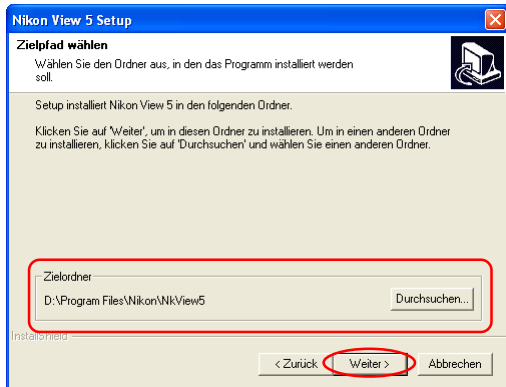 Nikon View 5 Setup
Zielpfad wählen
Wählen Sie den Ordner aus, in den das Programm installiert werden
soll.
Setup installiert Nikon View 5 in den folgenden Ordner.
Klicken Sie auf 'Weiter', um in diesen Ordner zu installieren. Um in einen anderen Ordner
zu installieren, klicken Sie auf 'Durchsuchen' und wählen Sie einen anderen Ordner.
Zielordner
D:\Program Files\Nikon\NkView5
Durchsuchen...
InstallShield
< Zurück
Weiter >
Abbrechen